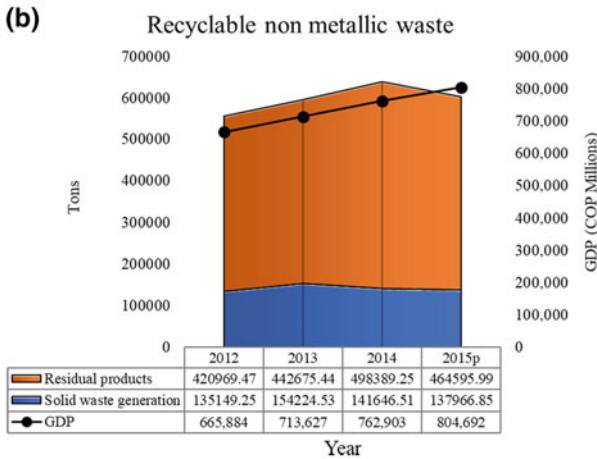 (b)
Recyclable non metallic waste
700000
600000
500000
400000
300000
200000
100000
0
Tons
900,000
800,000
700,000
600,000
500,000
400,000
300,000
200,000
100,000
0
GDP (COP Millions)
2012 2013 2014 2015p
Residual products 420969.47 442675.44 498389.25 464595.99
Solid waste generation 135149.25 154224.53 141646.51 137966.85
GDP 665,884 713,627 762,903 804,692
Year